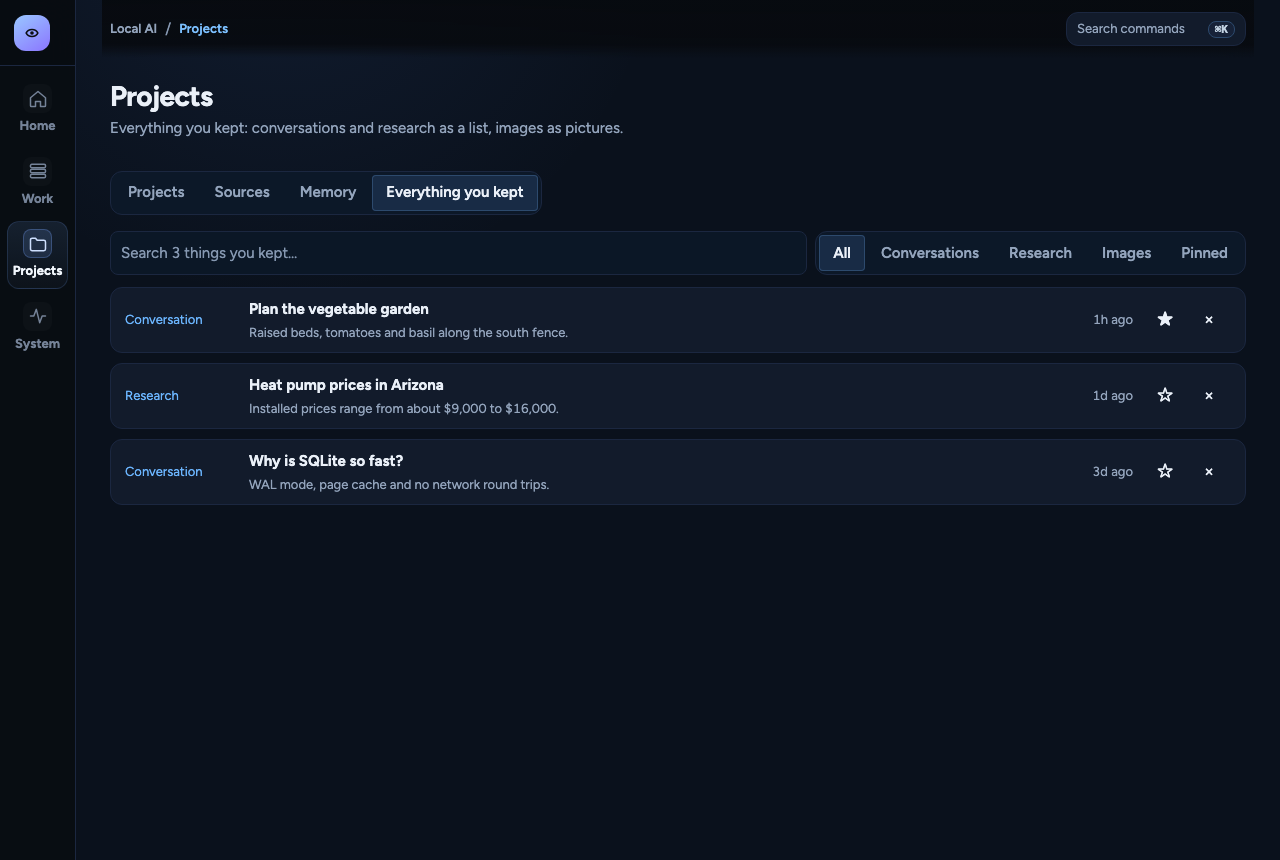 Local AI / Projects
Search commands ⌘K
Home
Work
Projects
System
Projects
Everything you kept: conversations and research as a list, images as pictures.
Projects Sources Memory Everything you kept
Search 3 things you kept...
All Conversations Research Images Pinned
Conversation
Plan the vegetable garden
Raised beds, tomatoes and basil along the south fence.
1h ago
Research
Heat pump prices in Arizona
Installed prices range from about $9,000 to $16,000.
1d ago
Conversation
Why is SQLite so fast?
WAL mode, page cache and no network round trips.
3d ago